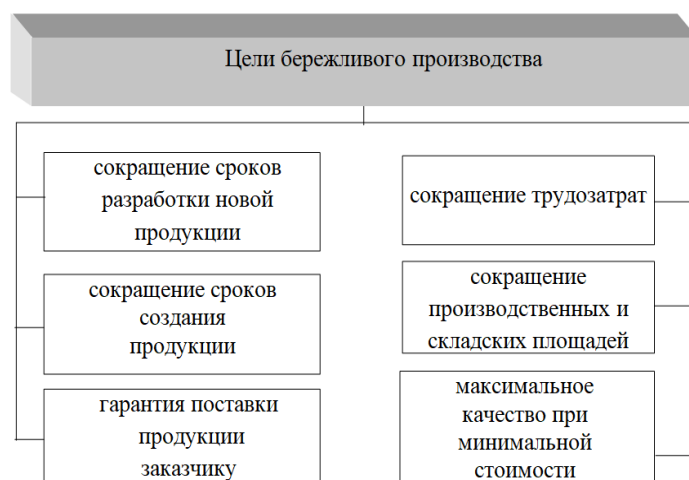 Цели бережливого производства
сокращение сроков
разработки новой
продукции
сокращение сроков
создания
продукции
гарантия поставки
продукции
заказчику
сокращение трудозатрат
сокращение
производственных и
складских площадей
максимальное
качество при
минимальной
стоимости